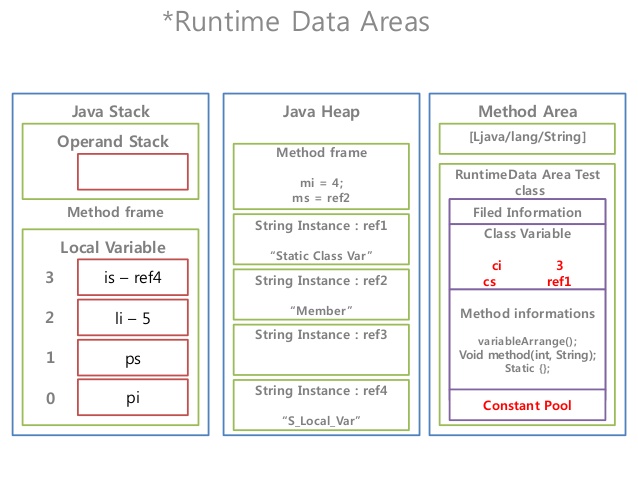 *Runtime Data Areas
Java Stack
Operand Stack
Method frame
Local Variable
3 is – ref4
2 li – 5
1 ps
0 pi
Java Heap
Method frame
mi = 4;
ms = ref2
String Instance : ref1
“Static Class Var”
String Instance : ref2
“Member”
String Instance : ref3
String Instance : ref4
“S_Local_Var”
Method Area
[Ljava/lang/String]
RuntimeData Area Test
class
Filed Information
Class Variable
ci 3
cs ref1
Method informations
variableArrange();
Void method(int, String);
Static {};
Constant Pool